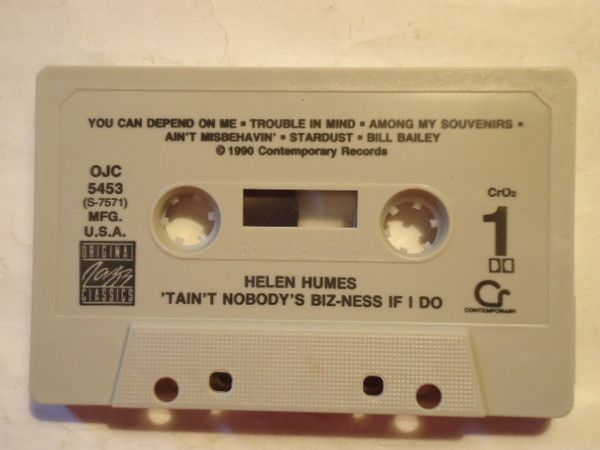 YOU CAN DEPEND ON ME ▪ TROUBLE IN MIND ▪ AMONG MY SOUVENIRS ▪
AIN'T MISBEHAVIN' ▪ STARDUST ▪ BILL BAILEY
© 1990 Contemporary Records
OJC
5453
(S-7571)
MFG.
U.S.A.
ORIGINAL
Jazz
CLASSICS
CrO₂
1
HELEN HUMES
'TAIN'T NOBODY'S BIZ-NESS IF I DO
Cr
CONTEMPORARY